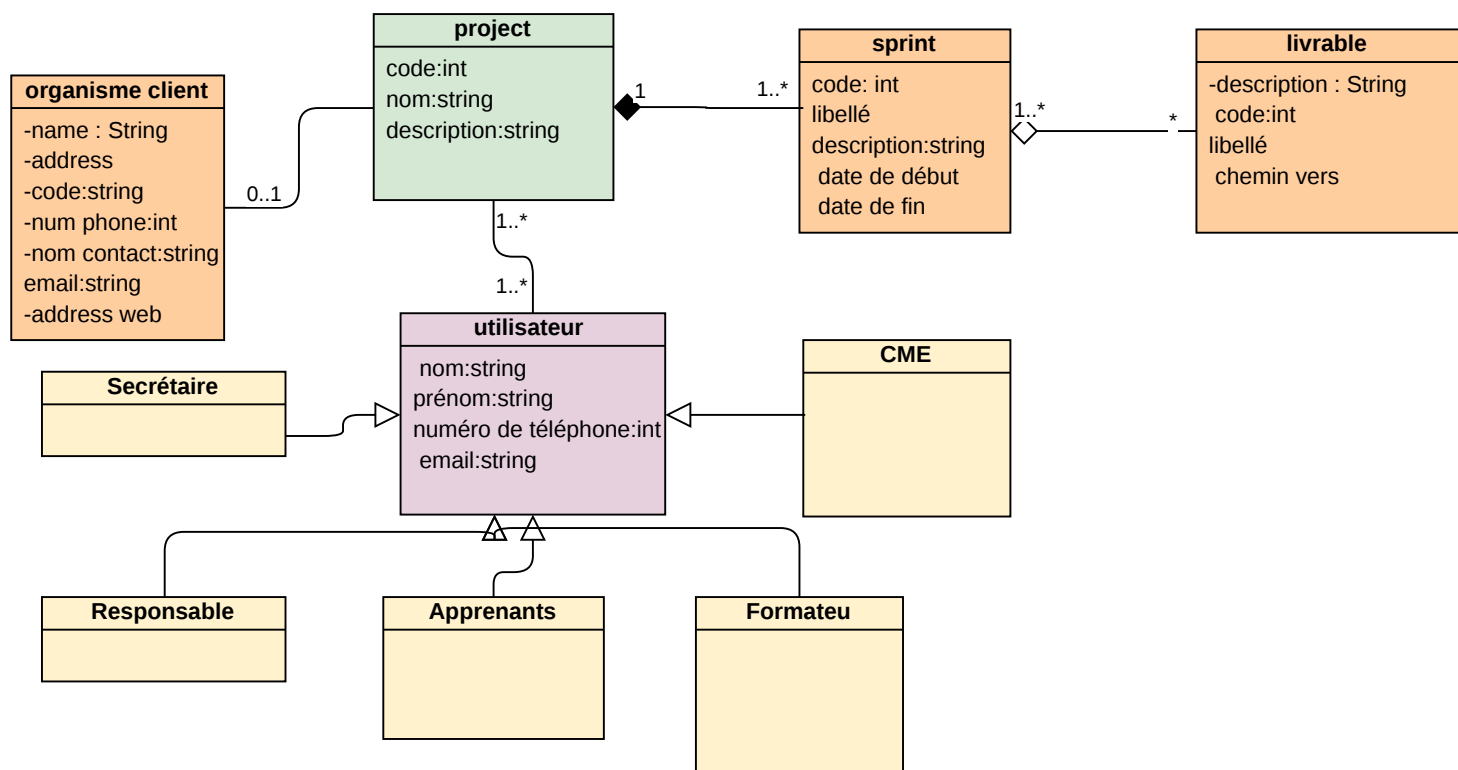 project
code:int
nom:string
description:string
organisme client
-name : String
-address
-code:string
-num phone:int
-nom contact:string
email:string
-address web
0..1
1
1..*
sprint
code: int
libellé
description:string
date de début
date de fin
1..*
*
livrable
-description : String
code:int
libellé
chemin vers
1..*
1..*
utilisateur
nom:string
prénom:string
numéro de téléphone:int
email:string
Secrétaire
CME
Responsable
Apprenants
Formateu